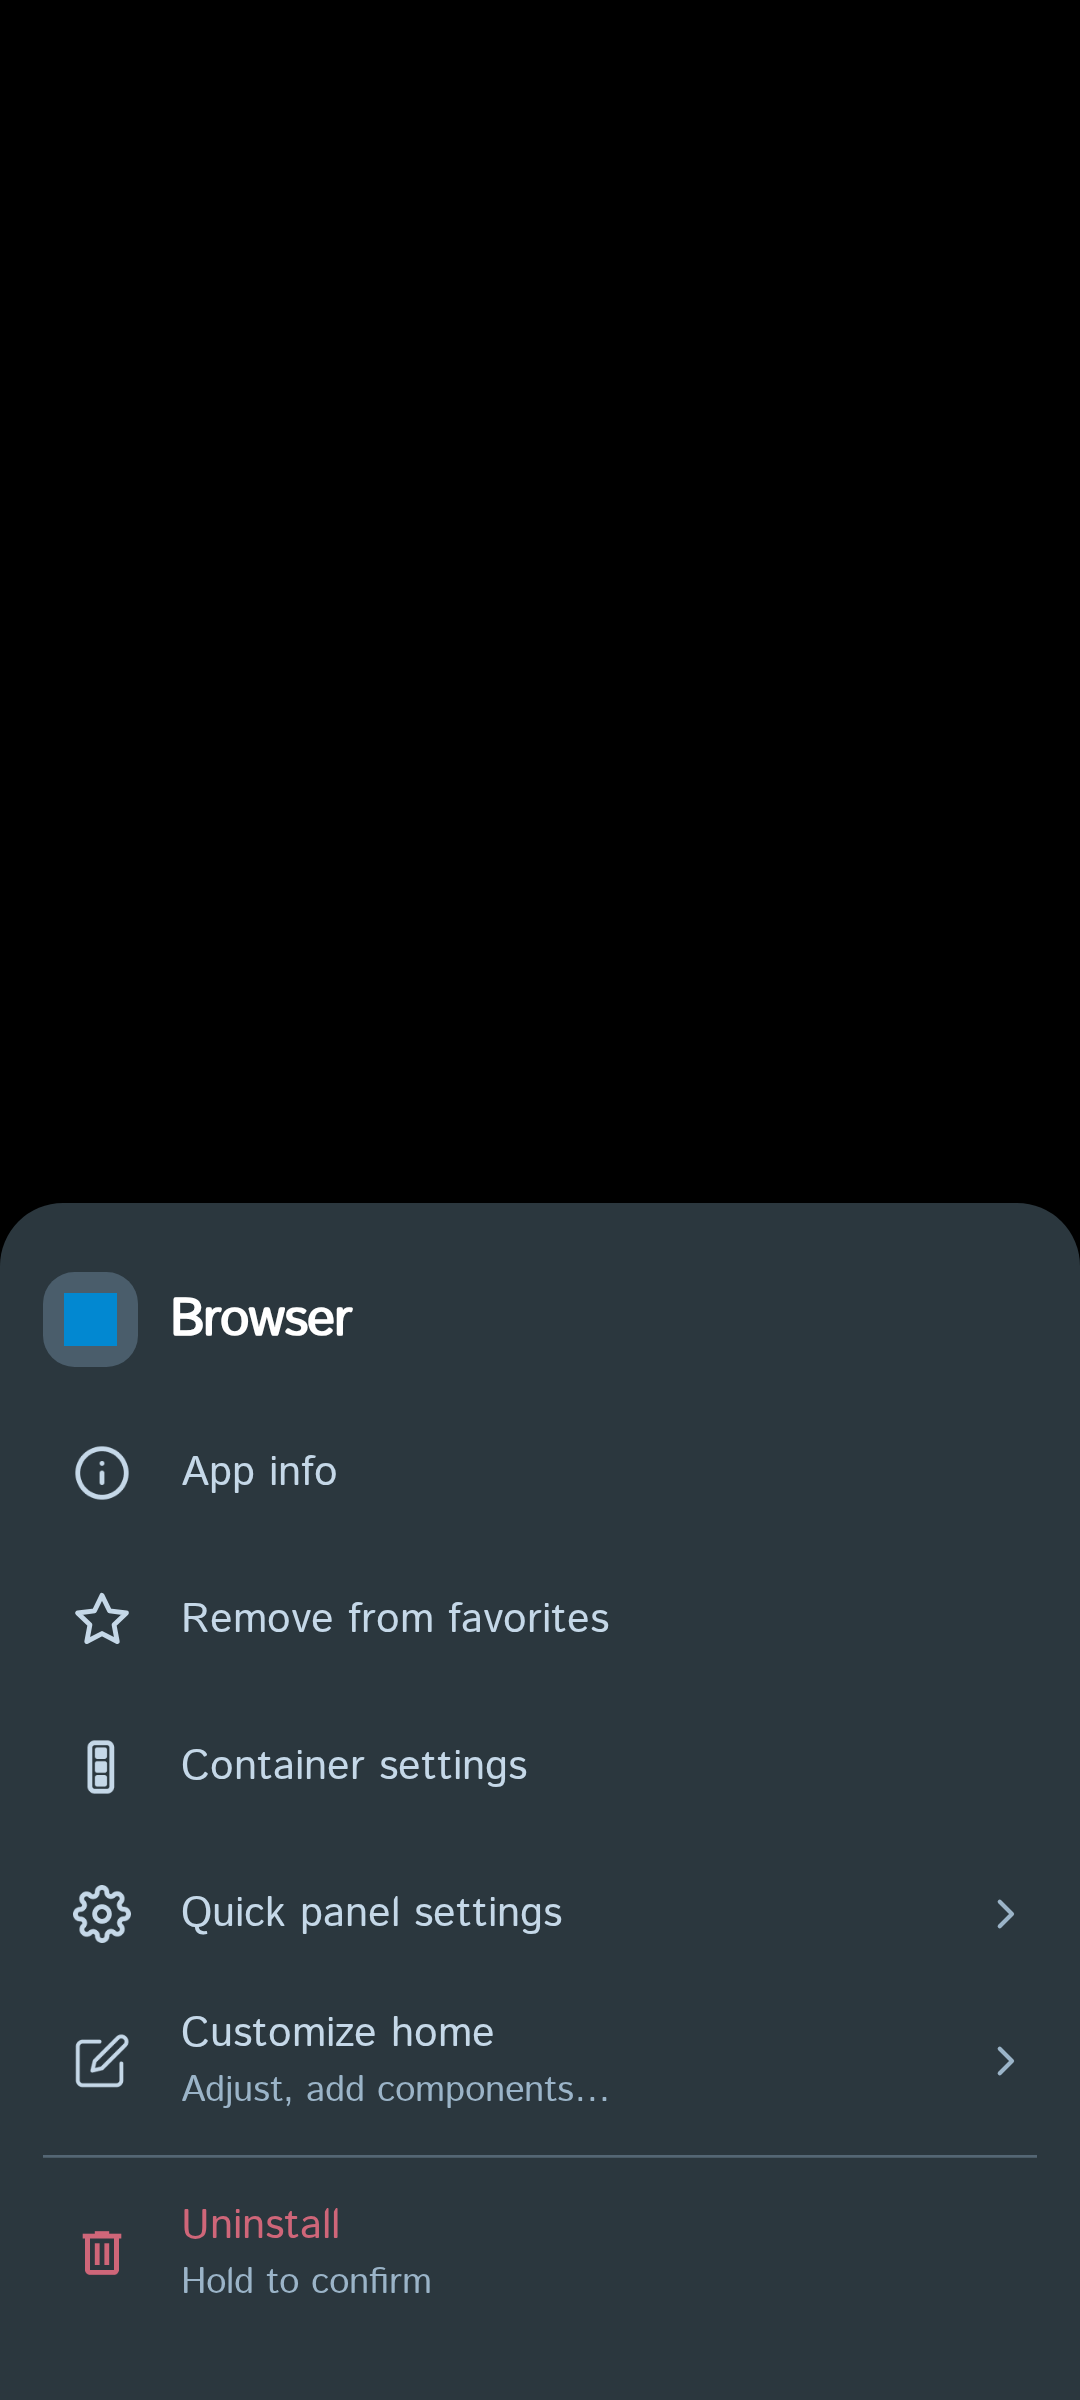 Browser
App info
Remove from favorites
Container settings
Quick panel settings
Customize home
Adjust, add components...
Uninstall
Hold to confirm